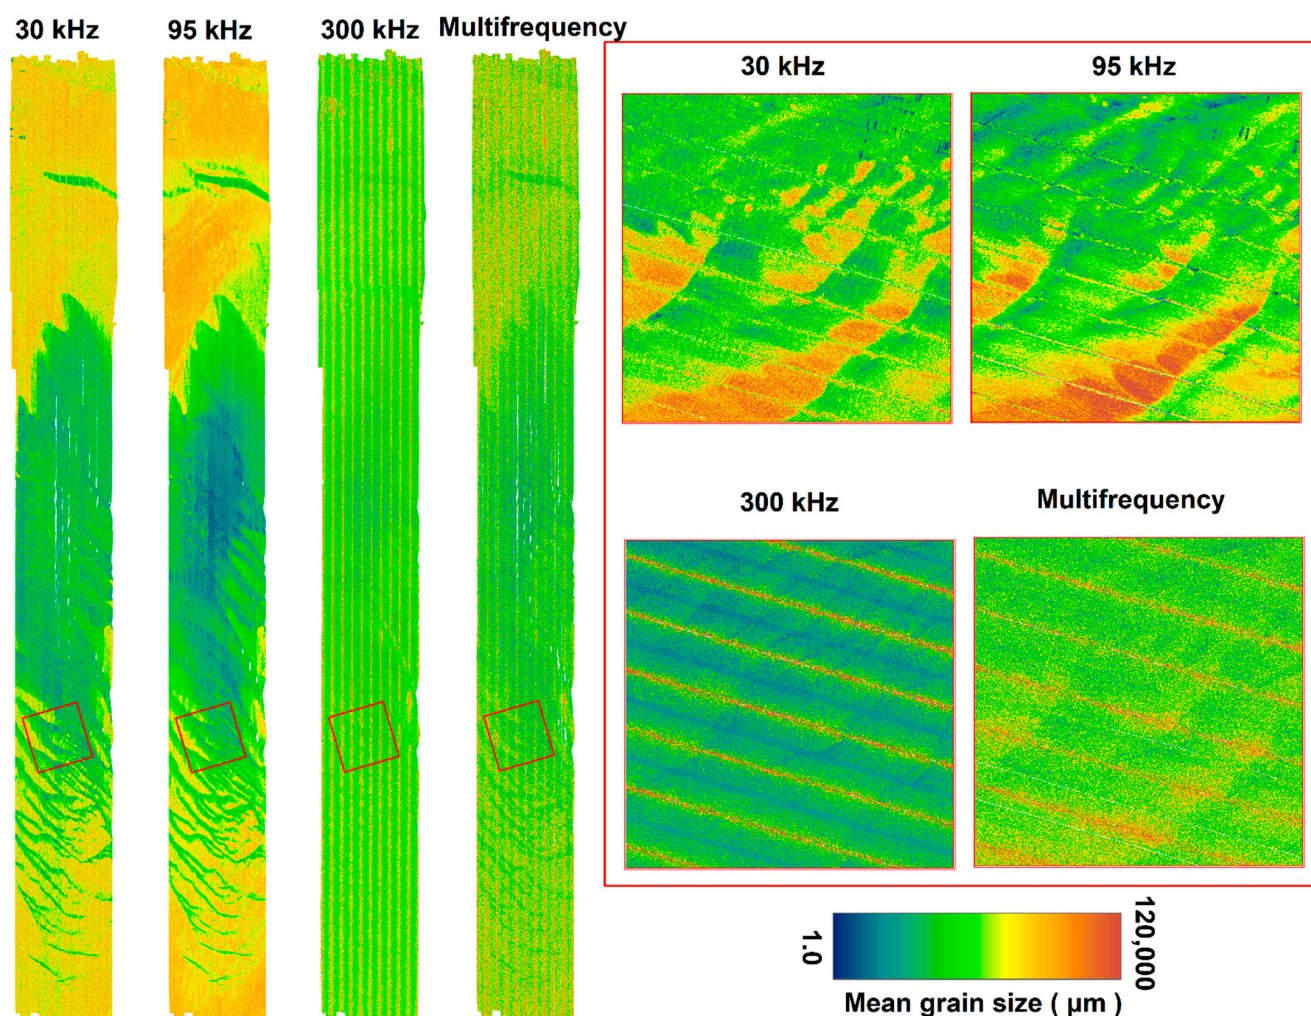 30 kHz
95 kHz
300 kHz
Multifrequency
30 kHz
95 kHz
300 kHz
Multifrequency
1.0
120,000
Mean grain size ( µm )